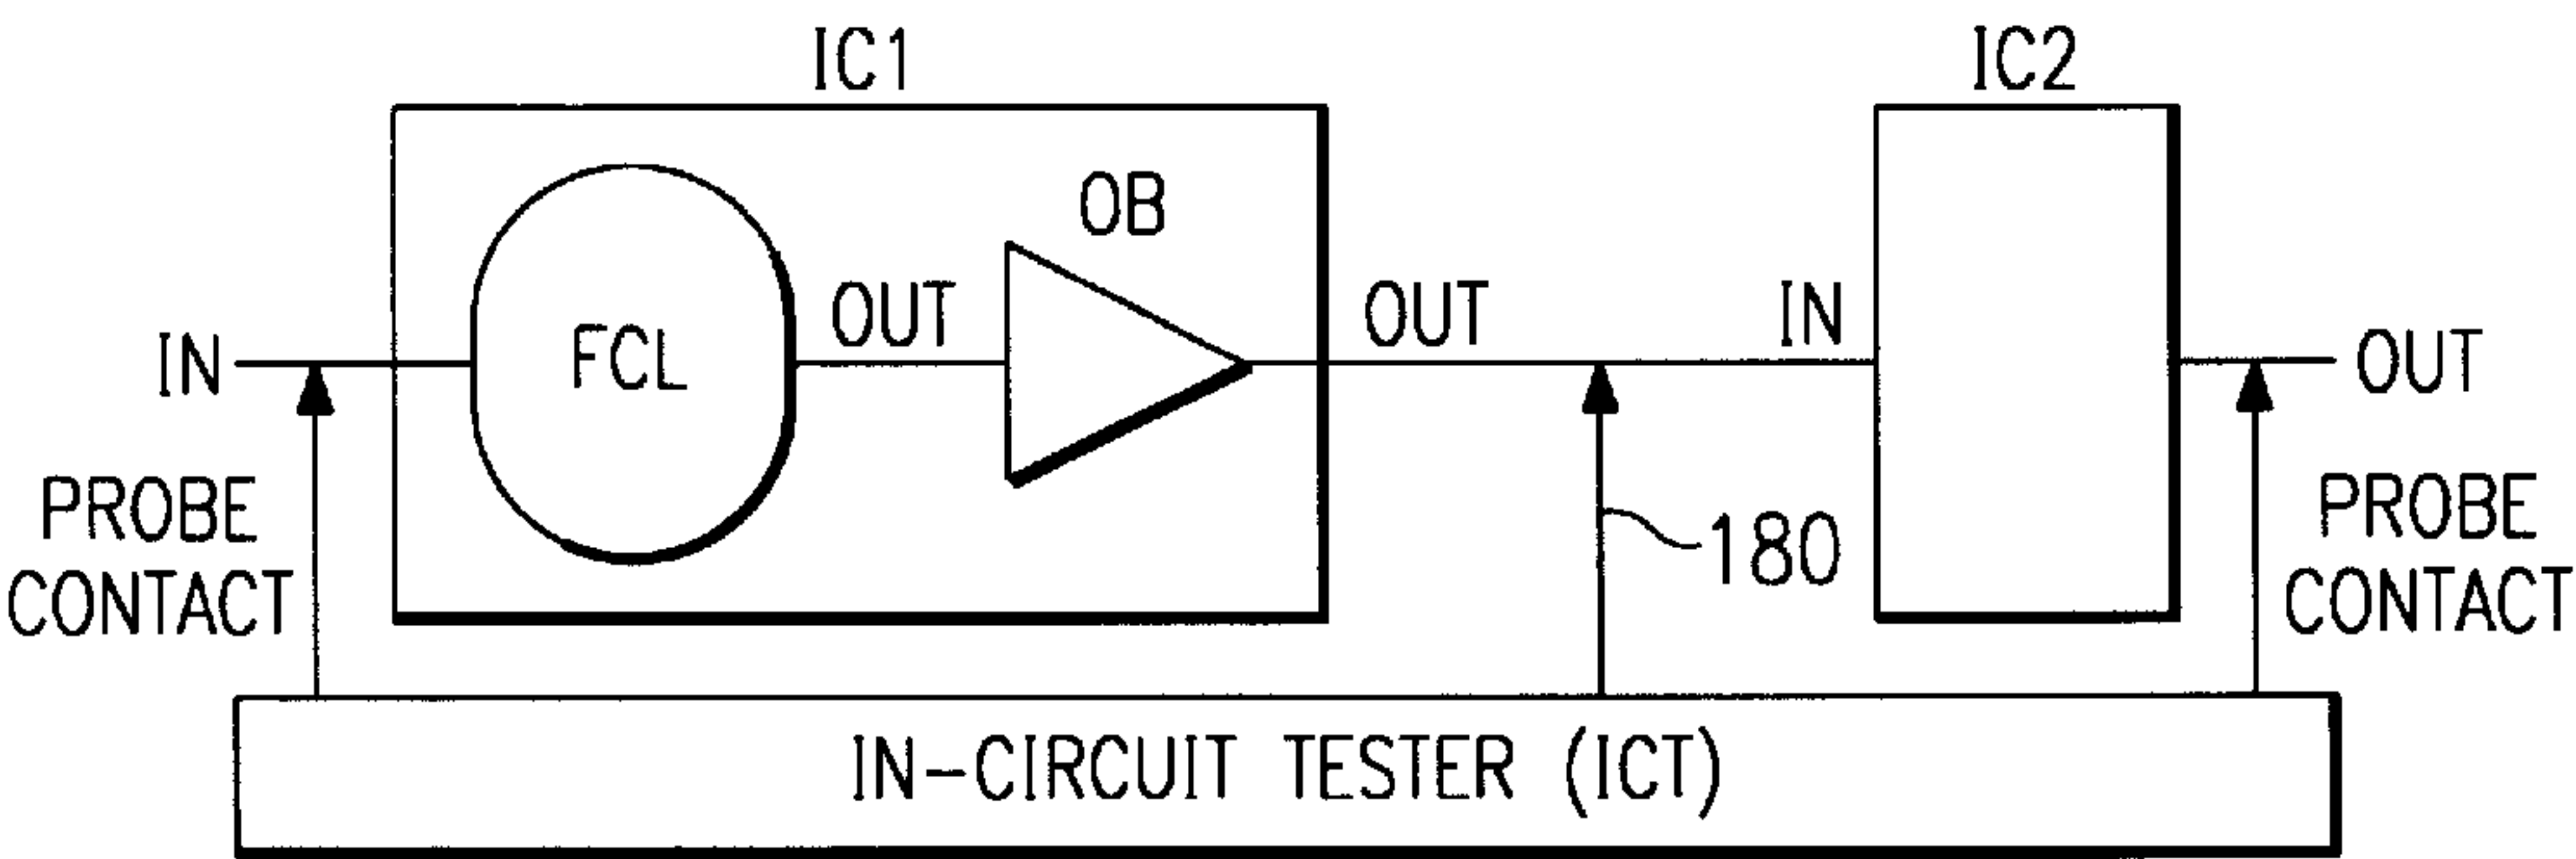 IC1
IC2
OB
IN
FCL
OUT
OUT
IN
OUT
PROBE
CONTACT
180
PROBE
CONTACT
IN-CIRCUIT TESTER (ICT)